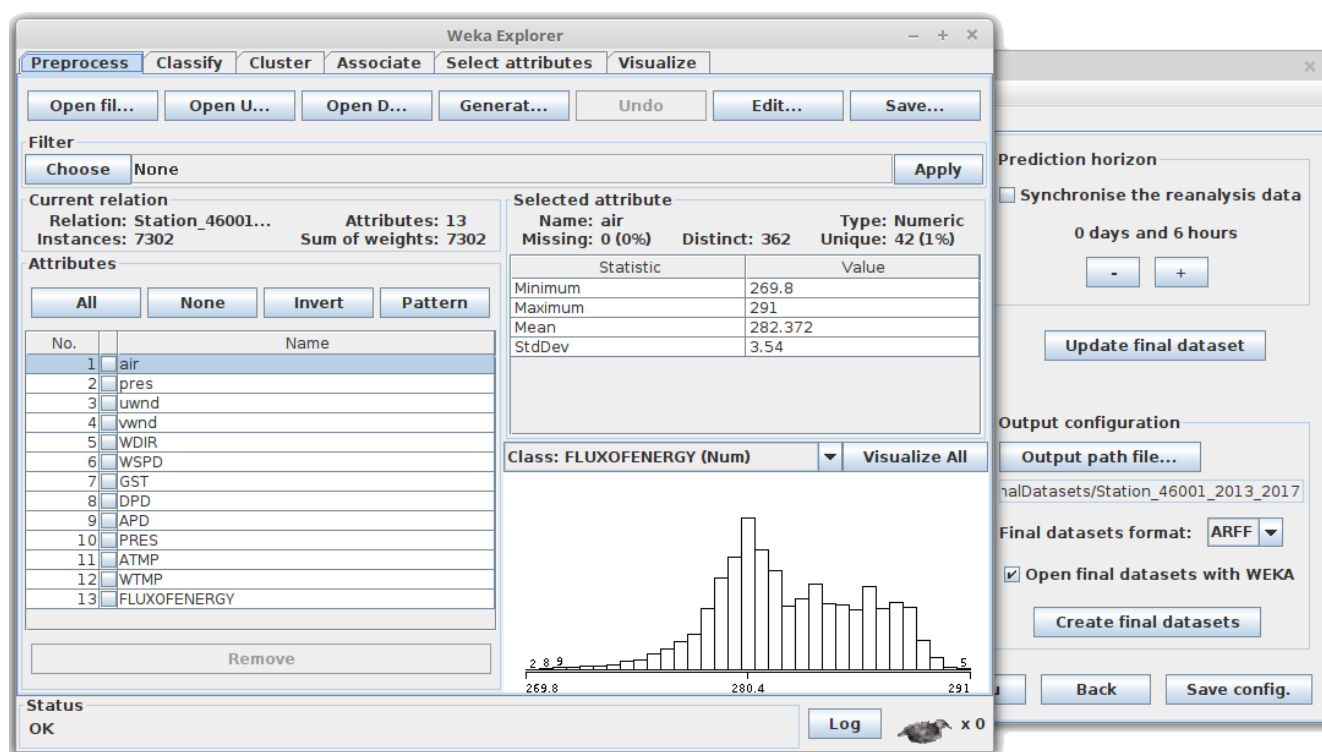 Weka Explorer
Preprocess Classify Cluster Associate Select attributes Visualize
Open fil... Open U... Open D... Generat... Undo Edit... Save...
Filter
Choose None Apply
Current relation
Relation: Station_46001... Attributes: 13
Instances: 7302 Sum of weights: 7302
Attributes
All None Invert Pattern
No. Name
1 air
2 pres
3 uwnd
4 vwnd
5 WDIR
6 WSPD
7 GST
8 DPD
9 APD
10 PRES
11 ATMP
12 WTMP
13 FLUXOFENERGY
Remove
Selected attribute
Name: air Type: Numeric
Missing: 0 (0%) Distinct: 362 Unique: 42 (1%)
Statistic Value
Minimum 269.8
Maximum 291
Mean 282.372
StdDev 3.54
Class: FLUXOFENERGY (Num) Visualize All
2 8 9 5
269.8 280.4 291
Status
OK
Log x 0
Prediction horizon
Synchronise the reanalysis data
0 days and 6 hours
- +
Update final dataset
Output configuration
Output path file...
nalDatasets/Station_46001_2013_2017
Final datasets format: ARFF
Open final datasets with WEKA
Create final datasets
Back Save config.